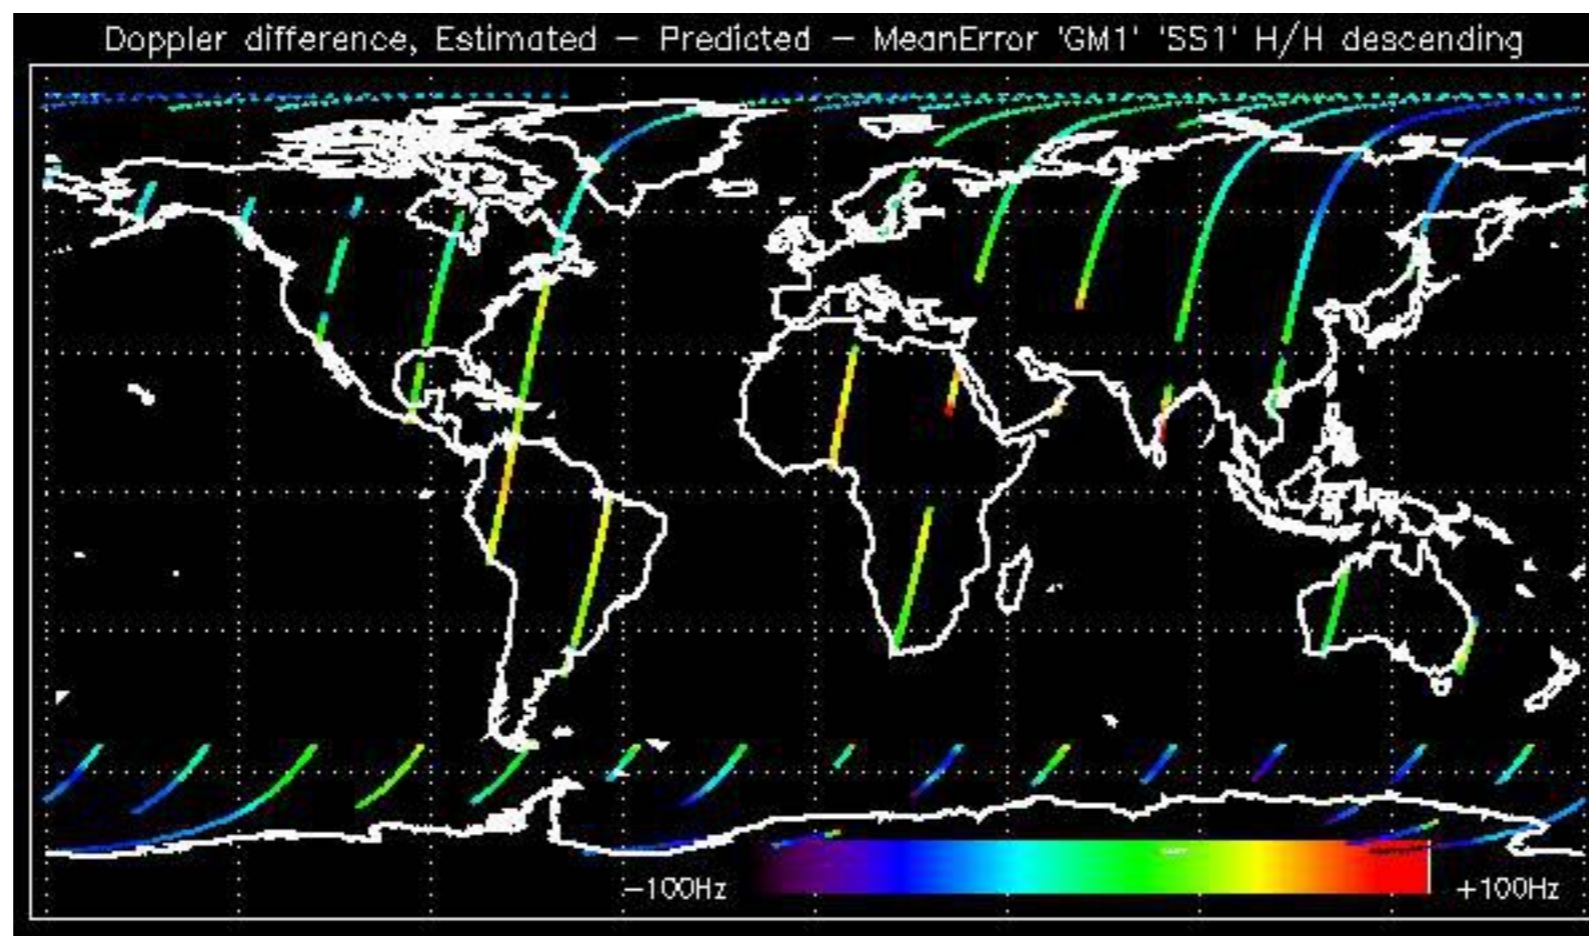 Doppler difference, Estimated – Predicted – MeanError 'GM1' 'SS1' H/H descending
–100Hz +100Hz